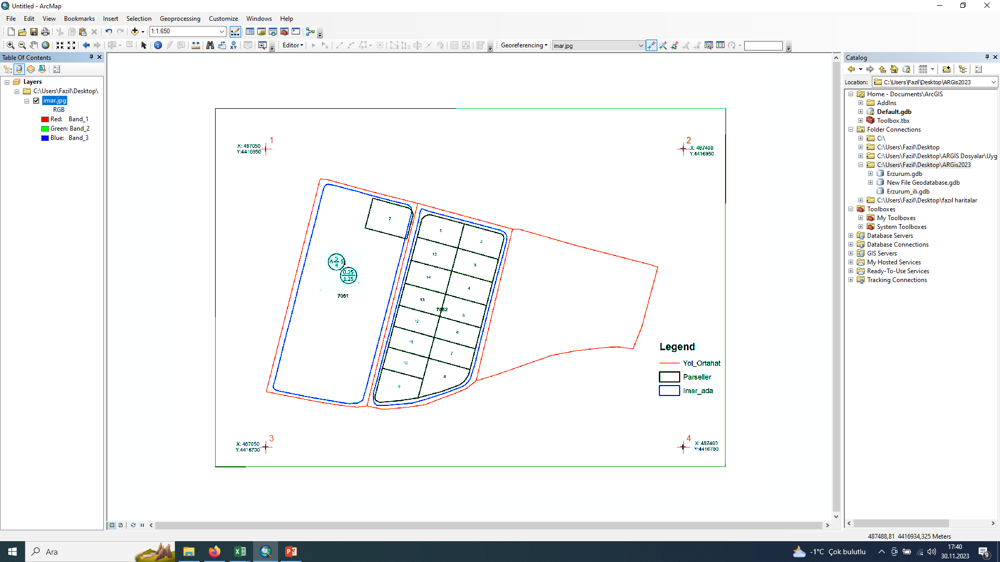 Untitled - ArcMap
File Edit View Bookmarks Insert Selection Geoprocessing Customize Windows Help
1:1.650
Editor Georeferencing imar.jpg
Table Of Contents
Layers
C:\Users\Fazil\Desktop\
imar.jpg
RGB
Red: Band_1
Green: Band_2
Blue: Band_3
1
X: 487050
Y:4416950
2
X: 487400
Y:4416950
2
1
2
15
3
14
4
13
7052
5
12
6
11
7
10
8
9
A 5 5
4
0.25
1.25
7051
Legend
Yol_Ortahat
Parseller
Imar_ada
3
X: 487050
Y:4416700
4
X: 487400
Y:4416700
Catalog
Location: C:\Users\Fazil\Desktop\ARGis2023
Home - Documents\ArcGIS
AddIns
Default.gdb
Toolbox.tbx
Folder Connections
C:\
C:\Users\Fazil\Desktop
C:\Users\Fazil\Desktop\ARGİS Dosyalar\Uyg
C:\Users\Fazil\Desktop\ARGis2023
Erzurum.gdb
New File Geodatabase.gdb
Erzurum_ili.gdb
C:\Users\Fazil\Desktop\fazıl haritalar
Toolboxes
My Toolboxes
System Toolboxes
Database Servers
Database Connections
GIS Servers
My Hosted Services
Ready-To-Use Services
Tracking Connections
487488,81 4416934,325 Meters
Ara
-1°C Çok bulutlu
17:40
30.11.2023
9